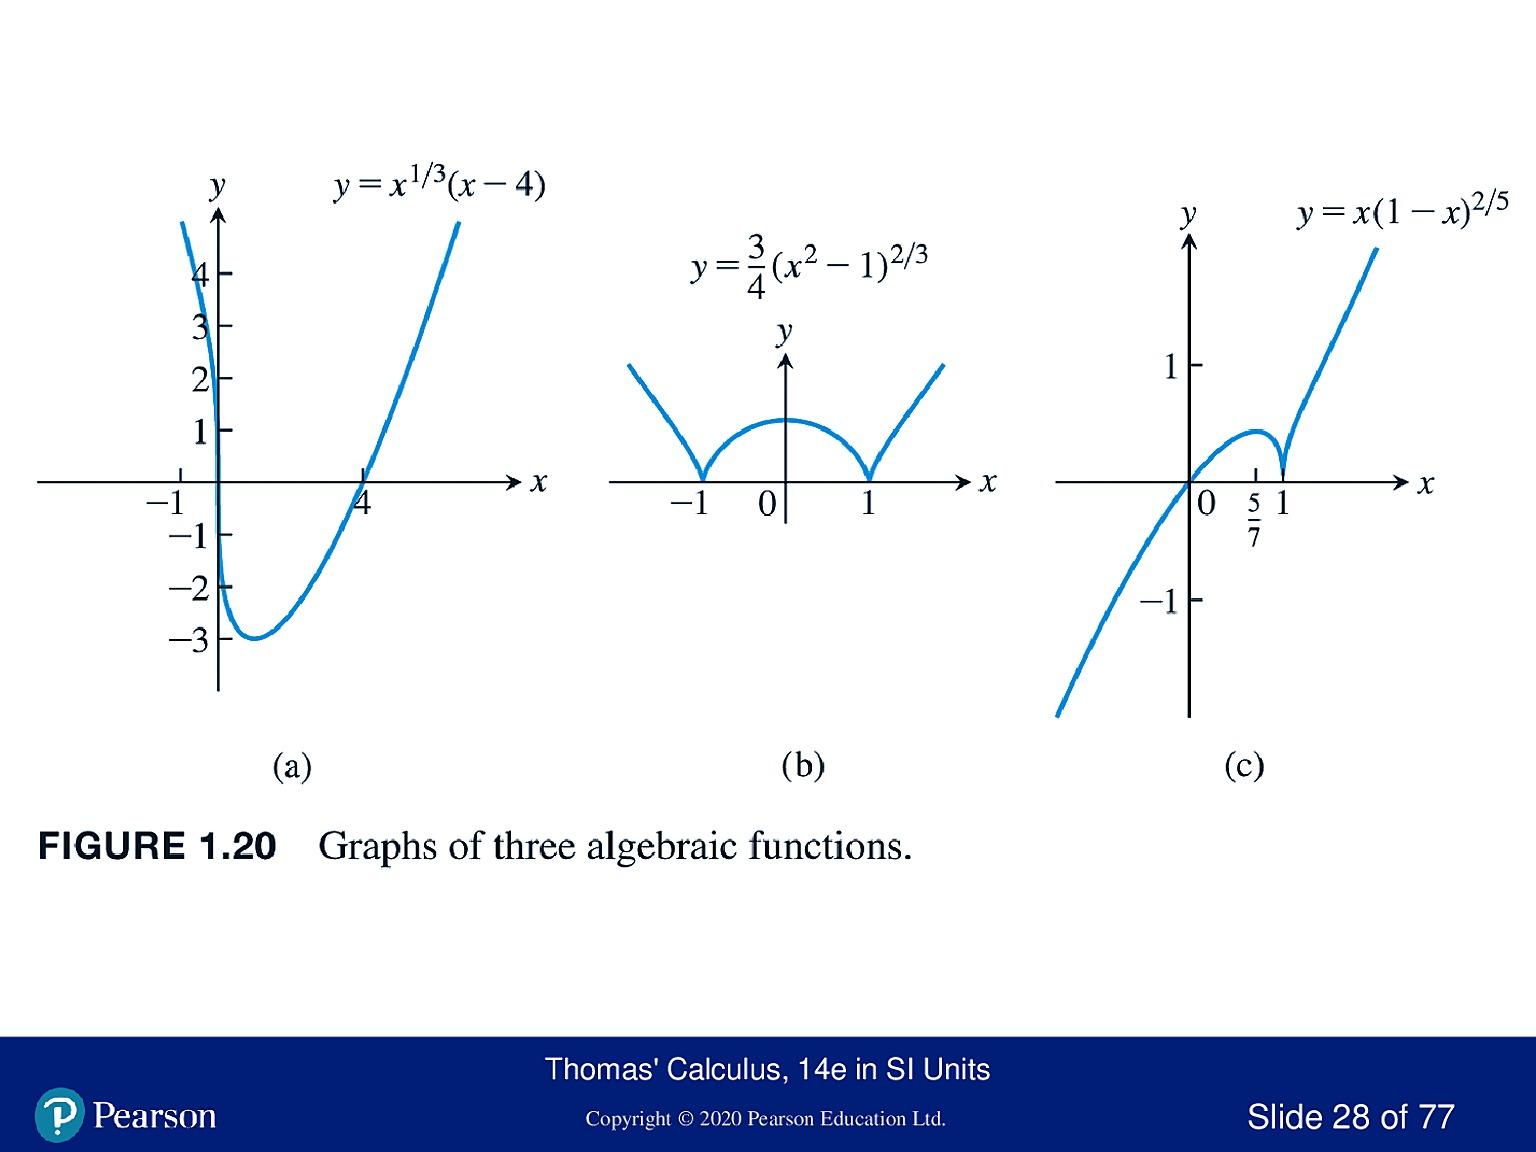 y = x^{1/3}(x − 4)
y
4
3
2
1
−1
4
x
−1
−2
−3
(a)
y = \frac{3}{4}(x^2 − 1)^{2/3}
y
−1
0
1
x
(b)
y = x(1 − x)^{2/5}
y
1
0
5/7
1
x
−1
(c)
FIGURE 1.20 Graphs of three algebraic functions.
Thomas' Calculus, 14e in SI Units
Pearson
Copyright © 2020 Pearson Education Ltd.
Slide 28 of 77